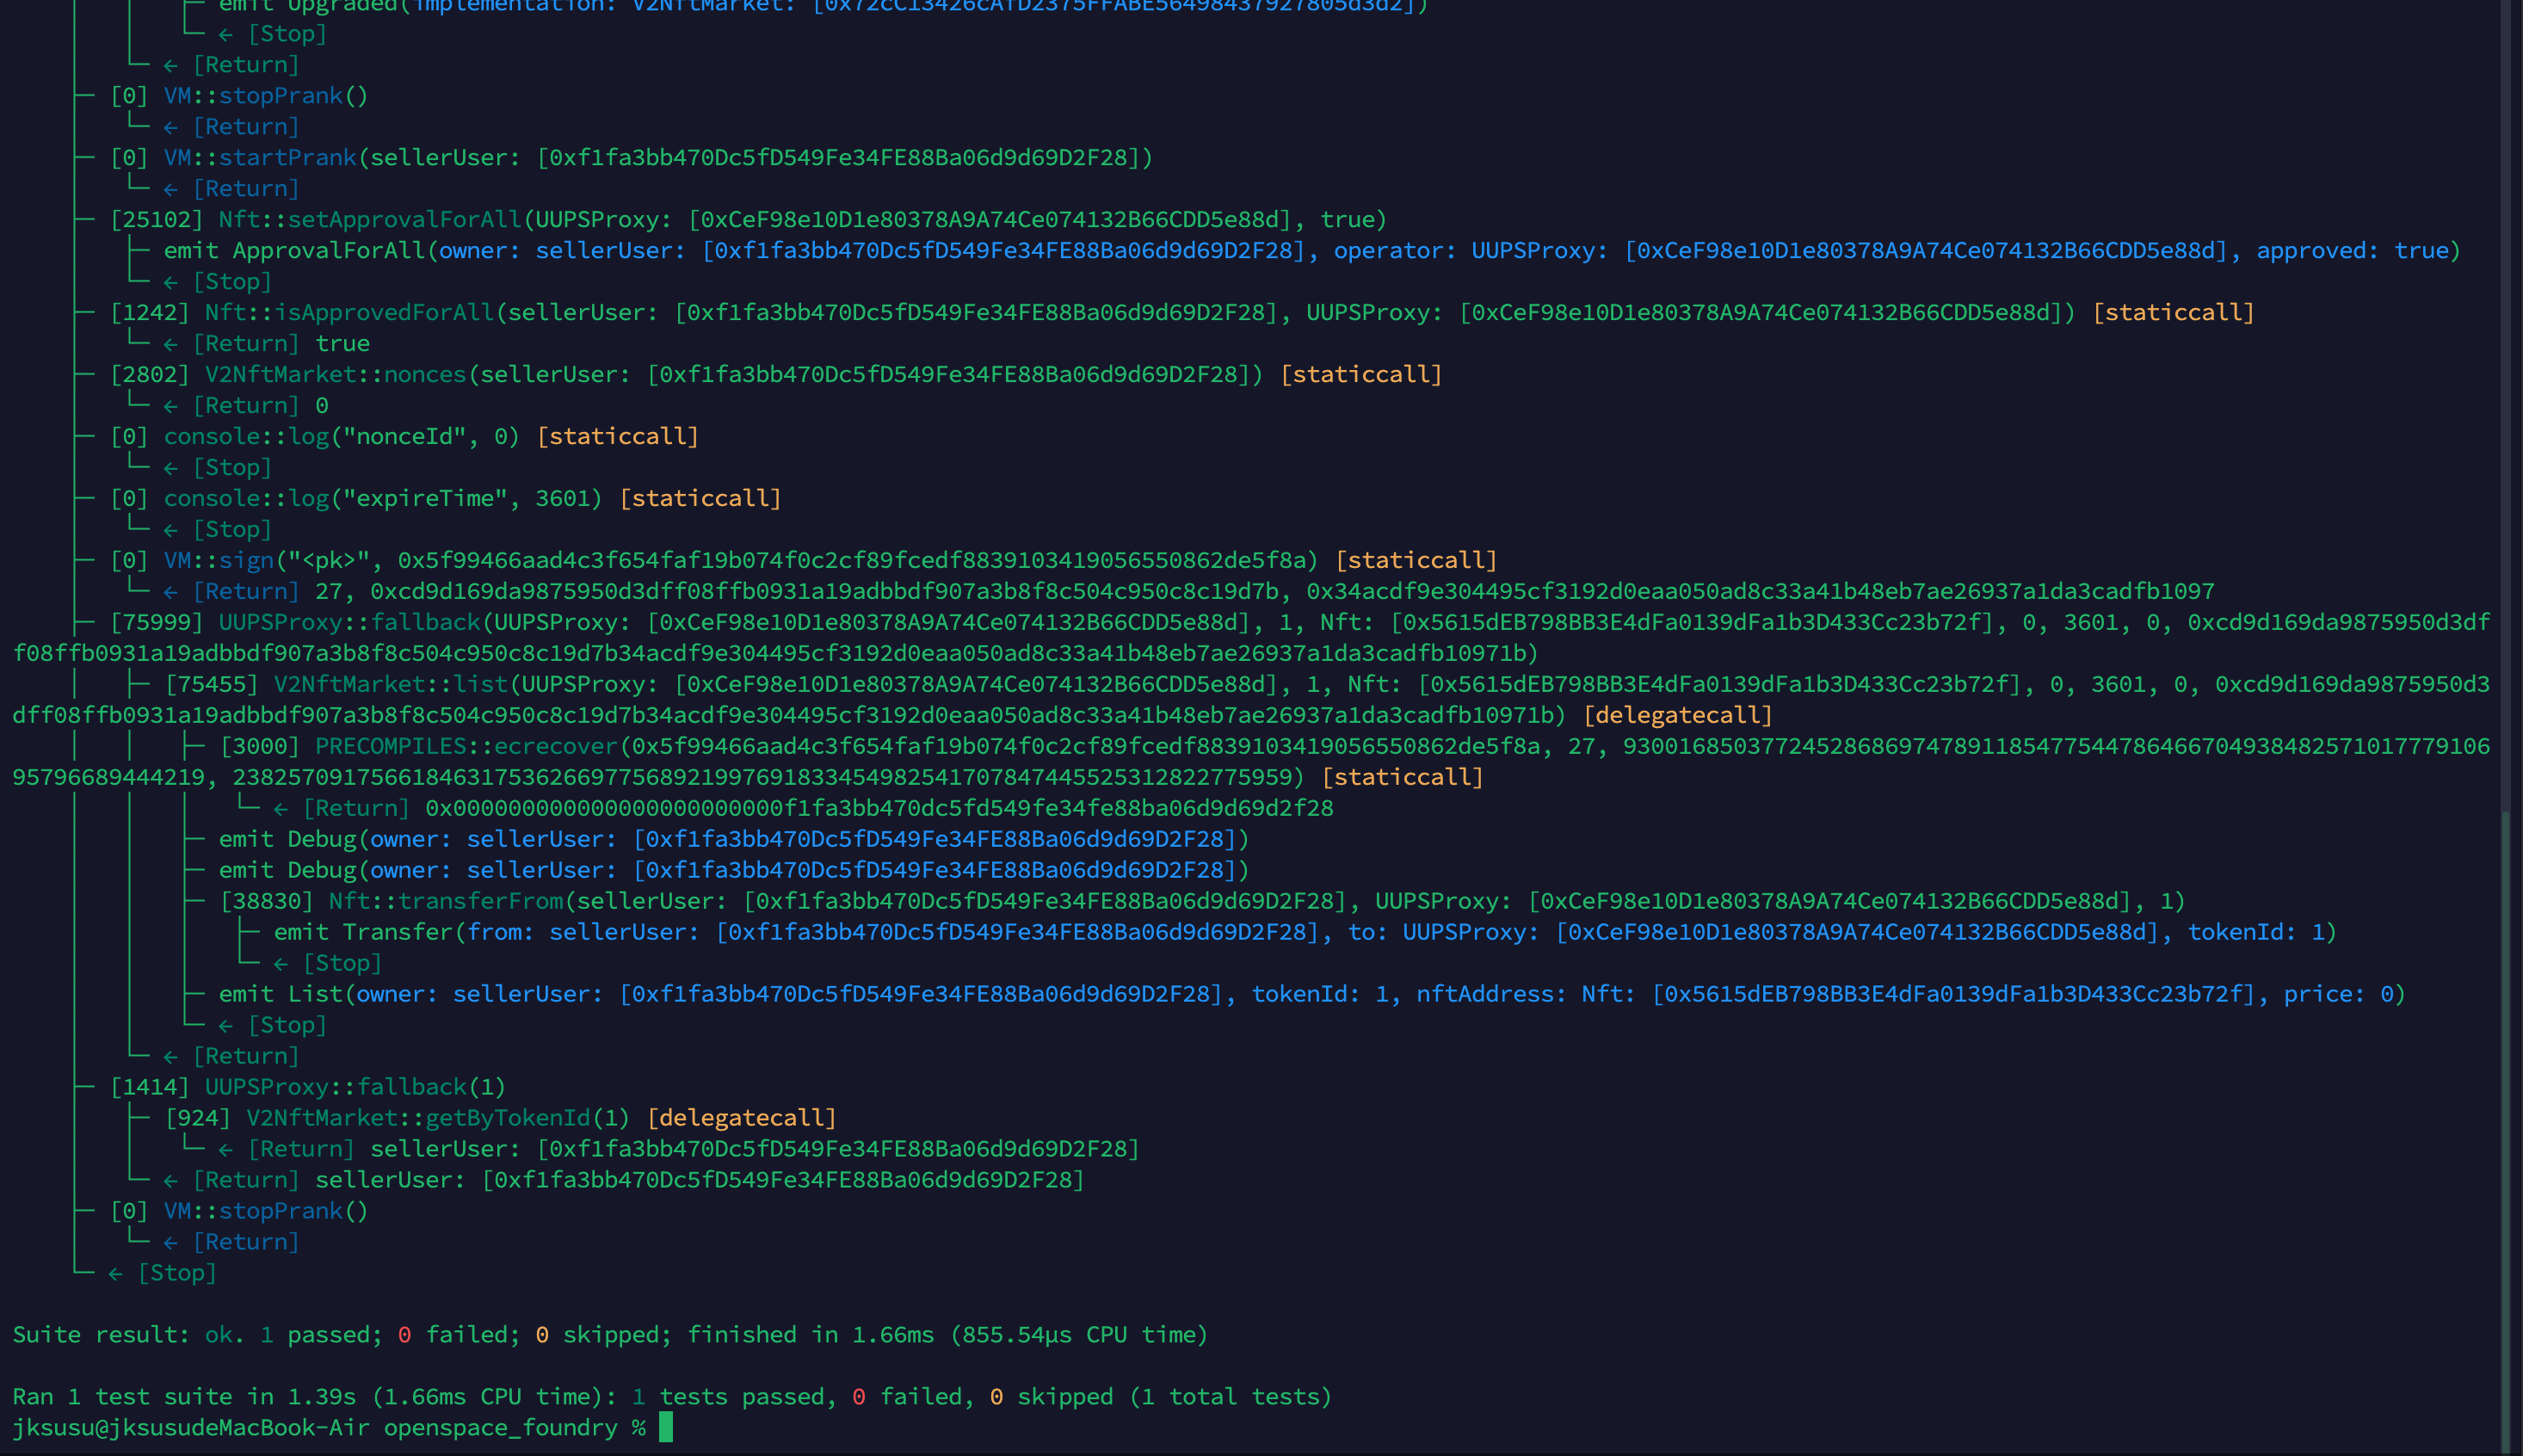 emit Upgraded(implementation: V2NftMarket: [0x72cC13426cAfD2375FFABE56498437927805d3d2])
← [Stop]
← [Return]
[0] VM::stopPrank()
← [Return]
[0] VM::startPrank(sellerUser: [0xf1fa3bb470Dc5fD549Fe34FE88Ba06d9d69D2F28])
← [Return]
[25102] Nft::setApprovalForAll(UUPSProxy: [0xCeF98e10D1e80378A9A74Ce074132B66CDD5e88d], true)
emit ApprovalForAll(owner: sellerUser: [0xf1fa3bb470Dc5fD549Fe34FE88Ba06d9d69D2F28], operator: UUPSProxy: [0xCeF98e10D1e80378A9A74Ce074132B66CDD5e88d], approved: true)
← [Stop]
[1242] Nft::isApprovedForAll(sellerUser: [0xf1fa3bb470Dc5fD549Fe34FE88Ba06d9d69D2F28], UUPSProxy: [0xCeF98e10D1e80378A9A74Ce074132B66CDD5e88d]) [staticcall]
← [Return] true
[2802] V2NftMarket::nonces(sellerUser: [0xf1fa3bb470Dc5fD549Fe34FE88Ba06d9d69D2F28]) [staticcall]
← [Return] 0
[0] console::log("nonceId", 0) [staticcall]
← [Stop]
[0] console::log("expireTime", 3601) [staticcall]
← [Stop]
[0] VM::sign("<pk>", 0x5f99466aad4c3f654faf19b074f0c2cf89fcedf8839103419056550862de5f8a) [staticcall]
← [Return] 27, 0xcd9d169da9875950d3dff08ffb0931a19adbbdf907a3b8f8c504c950c8c19d7b, 0x34acdf9e304495cf3192d0eaa050ad8c33a41b48eb7ae26937a1da3cadfb1097
[75999] UUPSProxy::fallback(UUPSProxy: [0xCeF98e10D1e80378A9A74Ce074132B66CDD5e88d], 1, Nft: [0x5615dEB798BB3E4dFa0139dFa1b3D433Cc23b72f], 0, 3601, 0, 0xcd9d169da9875950d3df
f08ffb0931a19adbbdf907a3b8f8c504c950c8c19d7b34acdf9e304495cf3192d0eaa050ad8c33a41b48eb7ae26937a1da3cadfb10971b)
[75455] V2NftMarket::list(UUPSProxy: [0xCeF98e10D1e80378A9A74Ce074132B66CDD5e88d], 1, Nft: [0x5615dEB798BB3E4dFa0139dFa1b3D433Cc23b72f], 0, 3601, 0, 0xcd9d169da9875950d3
dff08ffb0931a19adbbdf907a3b8f8c504c950c8c19d7b34acdf9e304495cf3192d0eaa050ad8c33a41b48eb7ae26937a1da3cadfb10971b) [delegatecall]
[3000] PRECOMPILES::ecrecover(0x5f99466aad4c3f654faf19b074f0c2cf89fcedf8839103419056550862de5f8a, 27, 930016850377245286869747891185477544786466704938482571017779106
95796689444219, 23825709175661846317536266977568921997691833454982541707847445525312822775959) [staticcall]
← [Return] 0x000000000000000000000000f1fa3bb470dc5fd549fe34fe88ba06d9d69d2f28
emit Debug(owner: sellerUser: [0xf1fa3bb470Dc5fD549Fe34FE88Ba06d9d69D2F28])
emit Debug(owner: sellerUser: [0xf1fa3bb470Dc5fD549Fe34FE88Ba06d9d69D2F28])
[38830] Nft::transferFrom(sellerUser: [0xf1fa3bb470Dc5fD549Fe34FE88Ba06d9d69D2F28], UUPSProxy: [0xCeF98e10D1e80378A9A74Ce074132B66CDD5e88d], 1)
emit Transfer(from: sellerUser: [0xf1fa3bb470Dc5fD549Fe34FE88Ba06d9d69D2F28], to: UUPSProxy: [0xCeF98e10D1e80378A9A74Ce074132B66CDD5e88d], tokenId: 1)
← [Stop]
emit List(owner: sellerUser: [0xf1fa3bb470Dc5fD549Fe34FE88Ba06d9d69D2F28], tokenId: 1, nftAddress: Nft: [0x5615dEB798BB3E4dFa0139dFa1b3D433Cc23b72f], price: 0)
← [Stop]
← [Return]
[1414] UUPSProxy::fallback(1)
[924] V2NftMarket::getByTokenId(1) [delegatecall]
← [Return] sellerUser: [0xf1fa3bb470Dc5fD549Fe34FE88Ba06d9d69D2F28]
← [Return] sellerUser: [0xf1fa3bb470Dc5fD549Fe34FE88Ba06d9d69D2F28]
[0] VM::stopPrank()
← [Return]
← [Stop]
Suite result: ok. 1 passed; 0 failed; 0 skipped; finished in 1.66ms (855.54µs CPU time)
Ran 1 test suite in 1.39s (1.66ms CPU time): 1 tests passed, 0 failed, 0 skipped (1 total tests)
jksusu@jksusudeMacBook-Air openspace_foundry %